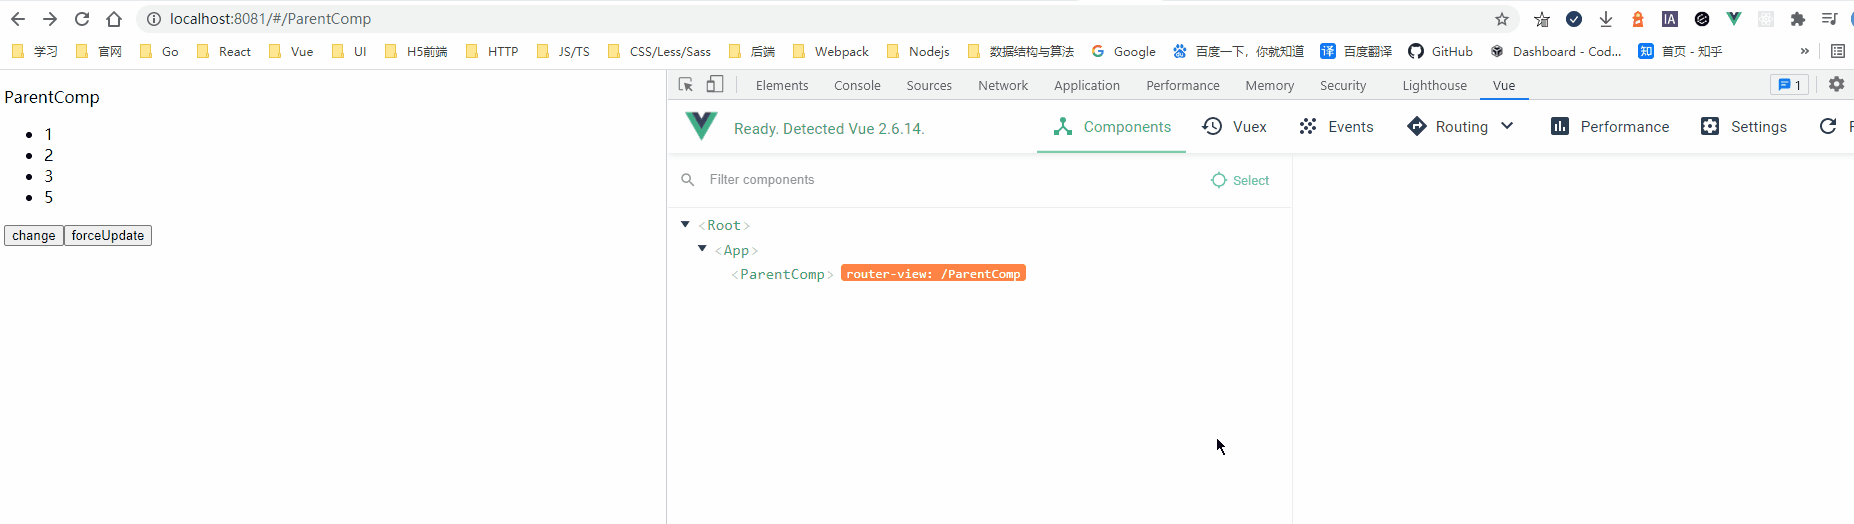 localhost:8081/#/ParentComp
IA
学习 官网 Go React Vue UI H5前端 HTTP JS/TS CSS/Less/Sass 后端 Webpack Nodejs 数据结构与算法 Google 百度一下，你就知道 译 百度翻译 GitHub Dashboard - Cod... 知 首页 - 知乎 »
Elements Console Sources Network Application Performance Memory Security Lighthouse Vue 1
ParentComp
Ready. Detected Vue 2.6.14. Components Vuex Events Routing Performance Settings
1
2
3
5
change forceUpdate
Filter components Select
<Root>
<App>
<ParentComp> router-view: /ParentComp